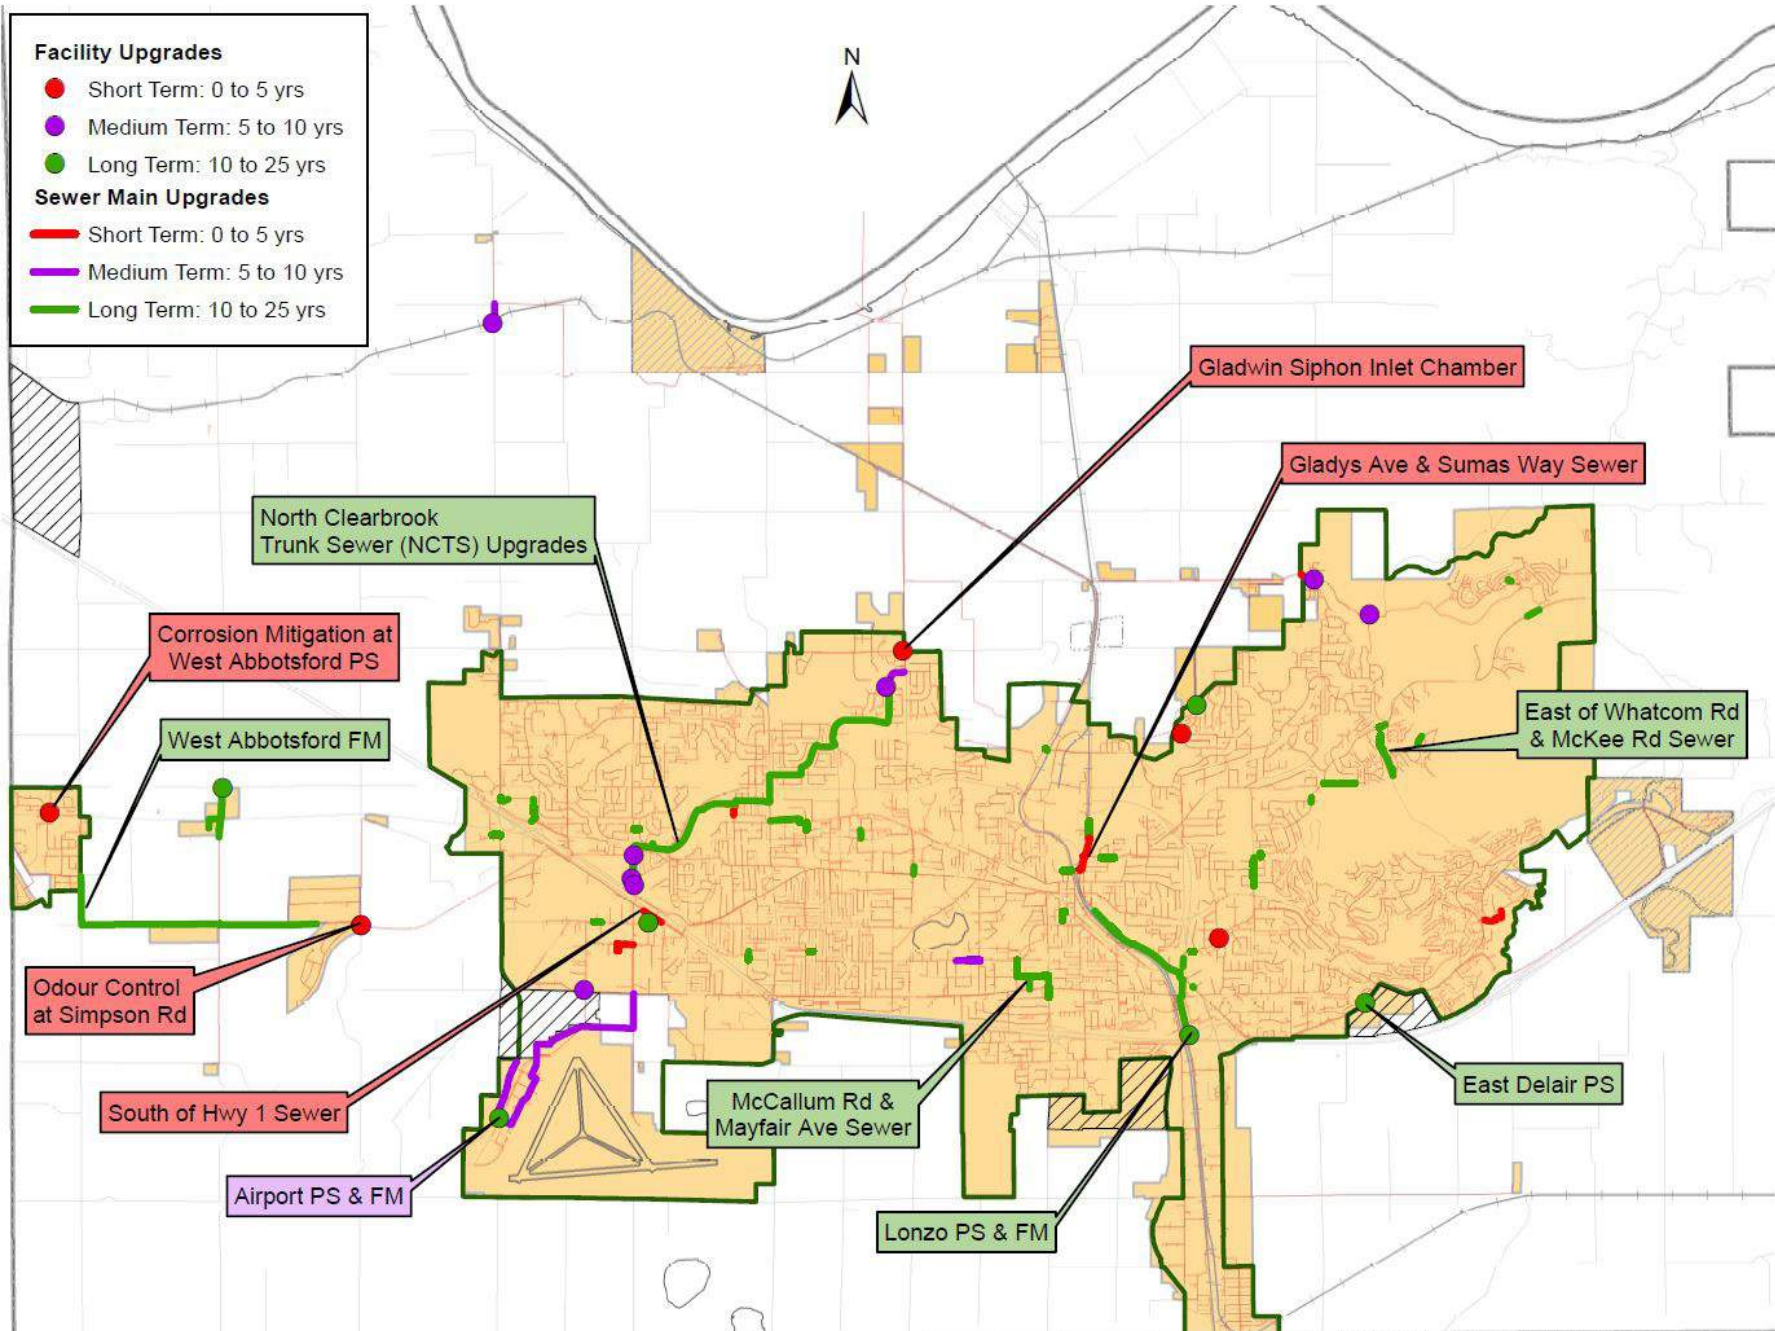 Facility Upgrades
Short Term: 0 to 5 yrs
Medium Term: 5 to 10 yrs
Long Term: 10 to 25 yrs
Sewer Main Upgrades
Short Term: 0 to 5 yrs
Medium Term: 5 to 10 yrs
Long Term: 10 to 25 yrs
N
Gladwin Siphon Inlet Chamber
Gladys Ave & Sumas Way Sewer
North Clearbrook
Trunk Sewer (NCTS) Upgrades
Corrosion Mitigation at
West Abbotsford PS
West Abbotsford FM
East of Whatcom Rd
& McKee Rd Sewer
Odour Control
at Simpson Rd
South of Hwy 1 Sewer
McCallum Rd &
Mayfair Ave Sewer
East Delair PS
Airport PS & FM
Lonzo PS & FM